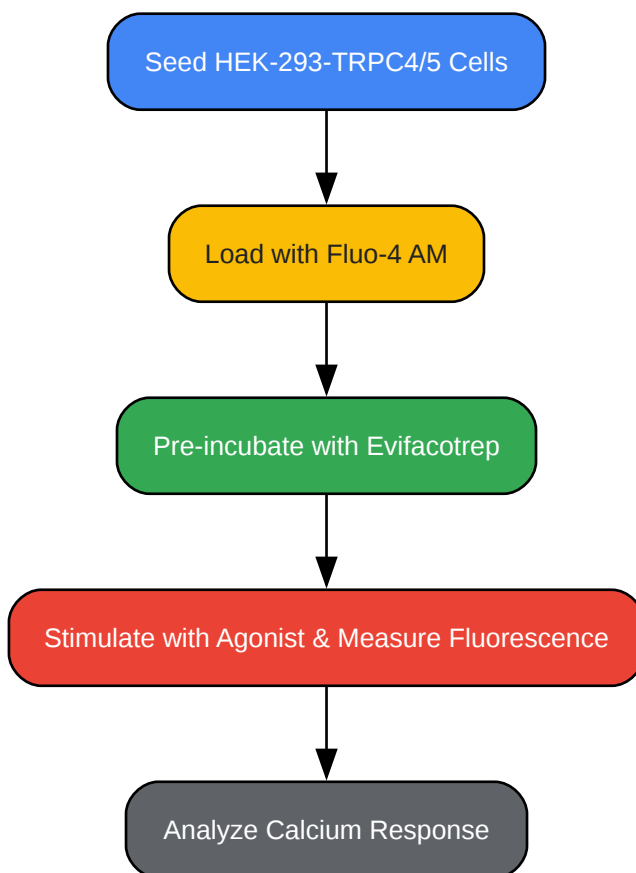 Seed HEK-293-TRPC4/5 Cells
Load with Fluo-4 AM
Pre-incubate with Evifacotrep
Stimulate with Agonist & Measure Fluorescence
Analyze Calcium Response